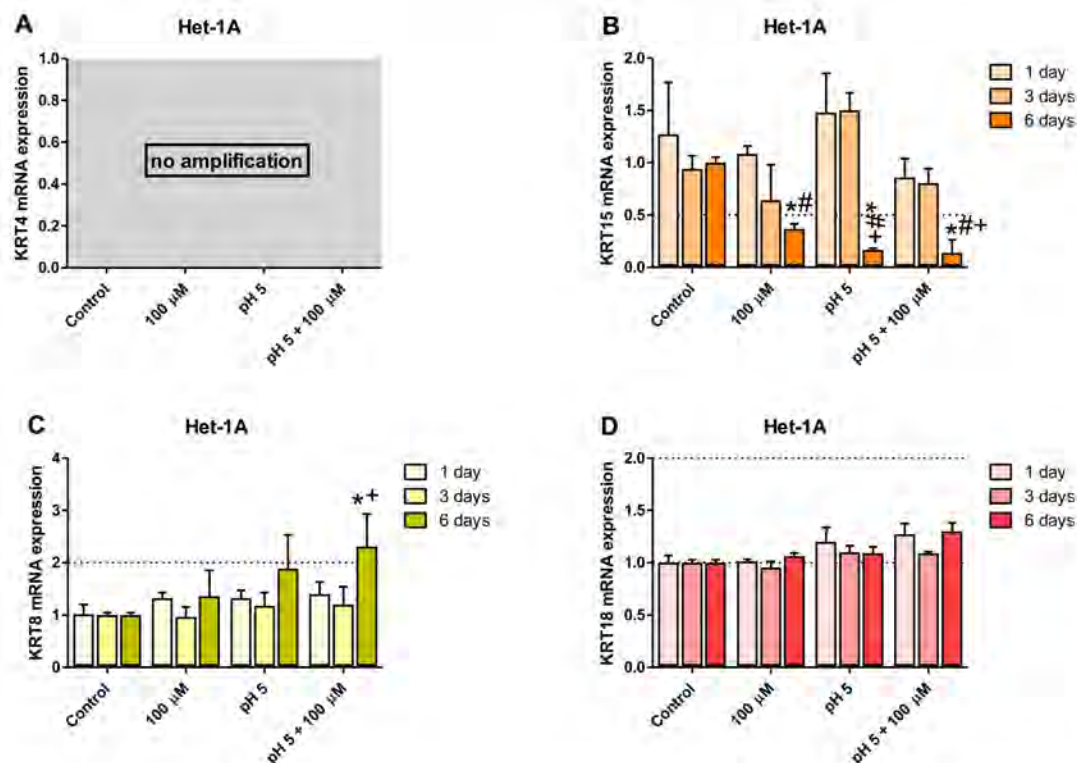 A
Het-1A
KRT4 mRNA expression
1.0
0.8
0.6
0.4
0.2
0.0
no amplification
Control
100 µM
pH 5
pH 5 + 100 µM
B
Het-1A
KRT15 mRNA expression
2.0
1.5
1.0
0.5
0.0
*#
*
#
+
*#+
Control
100 µM
pH 5
pH 5 + 100 µM
1 day
3 days
6 days
C
Het-1A
KRT8 mRNA expression
4
3
2
1
0
*+
Control
100 µM
pH 5
pH 5 + 100 µM
1 day
3 days
6 days
D
Het-1A
KRT18 mRNA expression
2.0
1.5
1.0
0.5
0.0
Control
100 µM
pH 5
pH 5 + 100 µM
1 day
3 days
6 days